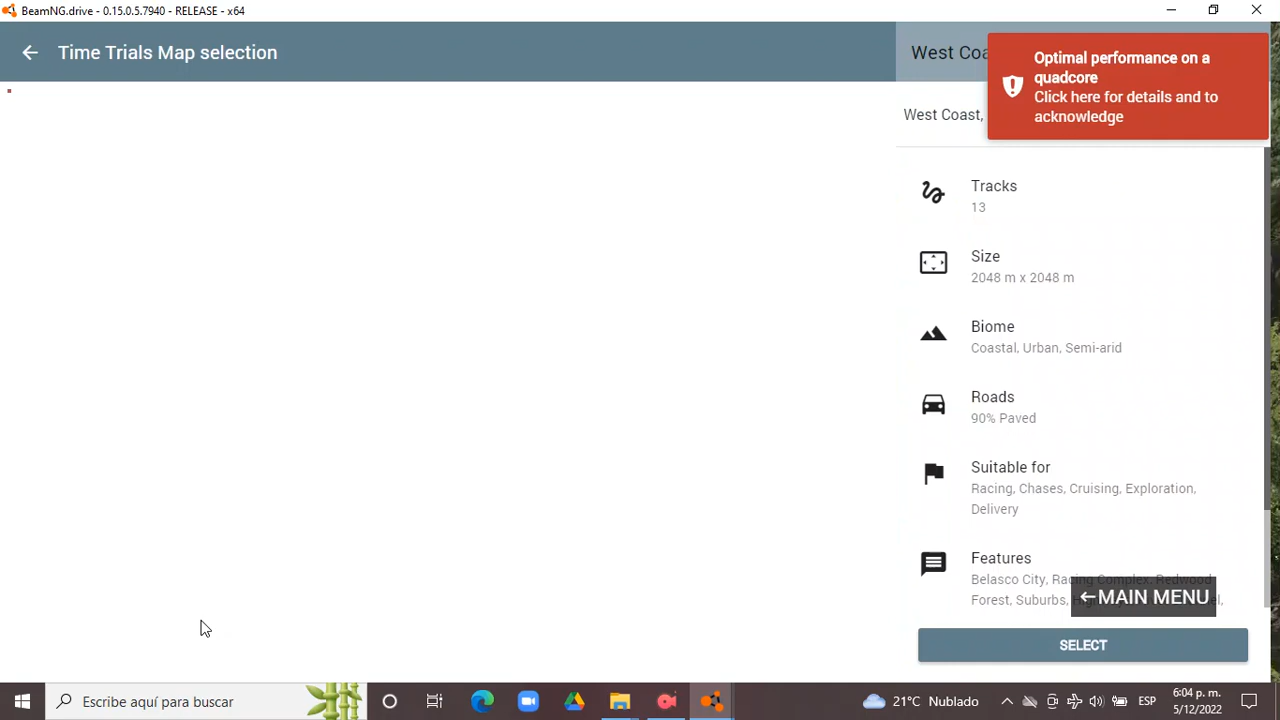 BeamNG.drive - 0.15.0.5.7940 - RELEASE - x64
Time Trials Map selection
West Coa
Optimal performance on a
quadcore
Click here for details and to
acknowledge
West Coast,
Tracks
13
Size
2048 m x 2048 m
Biome
Coastal, Urban, Semi-arid
Roads
90% Paved
Suitable for
Racing, Chases, Cruising, Exploration,
Delivery
Features
Belasco City, Racing Complex, Redwood
Forest, Suburbs,
←MAIN MENU
SELECT
Escribe aquí para buscar
21°C Nublado
ESP
6:04 p. m.
5/12/2022